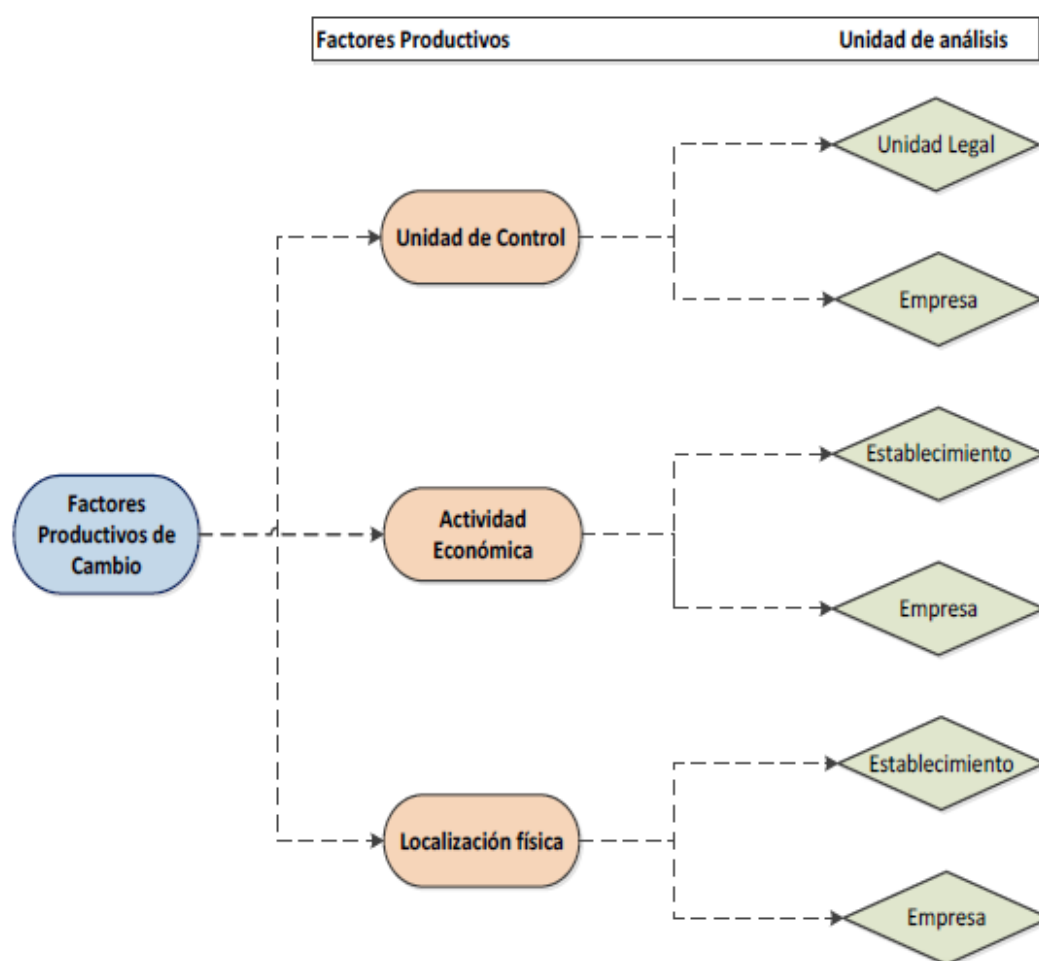 Factores Productivos
Unidad de análisis
Unidad Legal
Unidad de Control
Empresa
Establecimiento
Factores
Productivos de
Cambio
Actividad
Económica
Empresa
Establecimiento
Localización física
Empresa